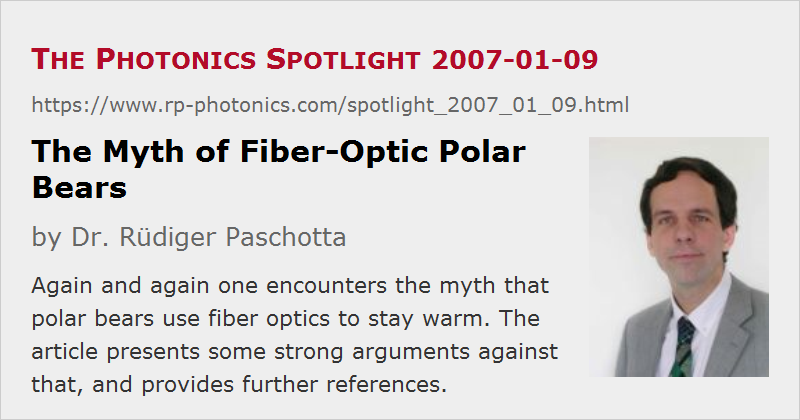 The Photonics Spotlight 2007-01-09
https://www.rp-photonics.com/spotlight_2007_01_09.html
The Myth of Fiber-Optic Polar
Bears
by Dr. Rüdiger Paschotta
Again and again one encounters the myth that
polar bears use fiber optics to stay warm. The
article presents some strong arguments against
that, and provides further references.